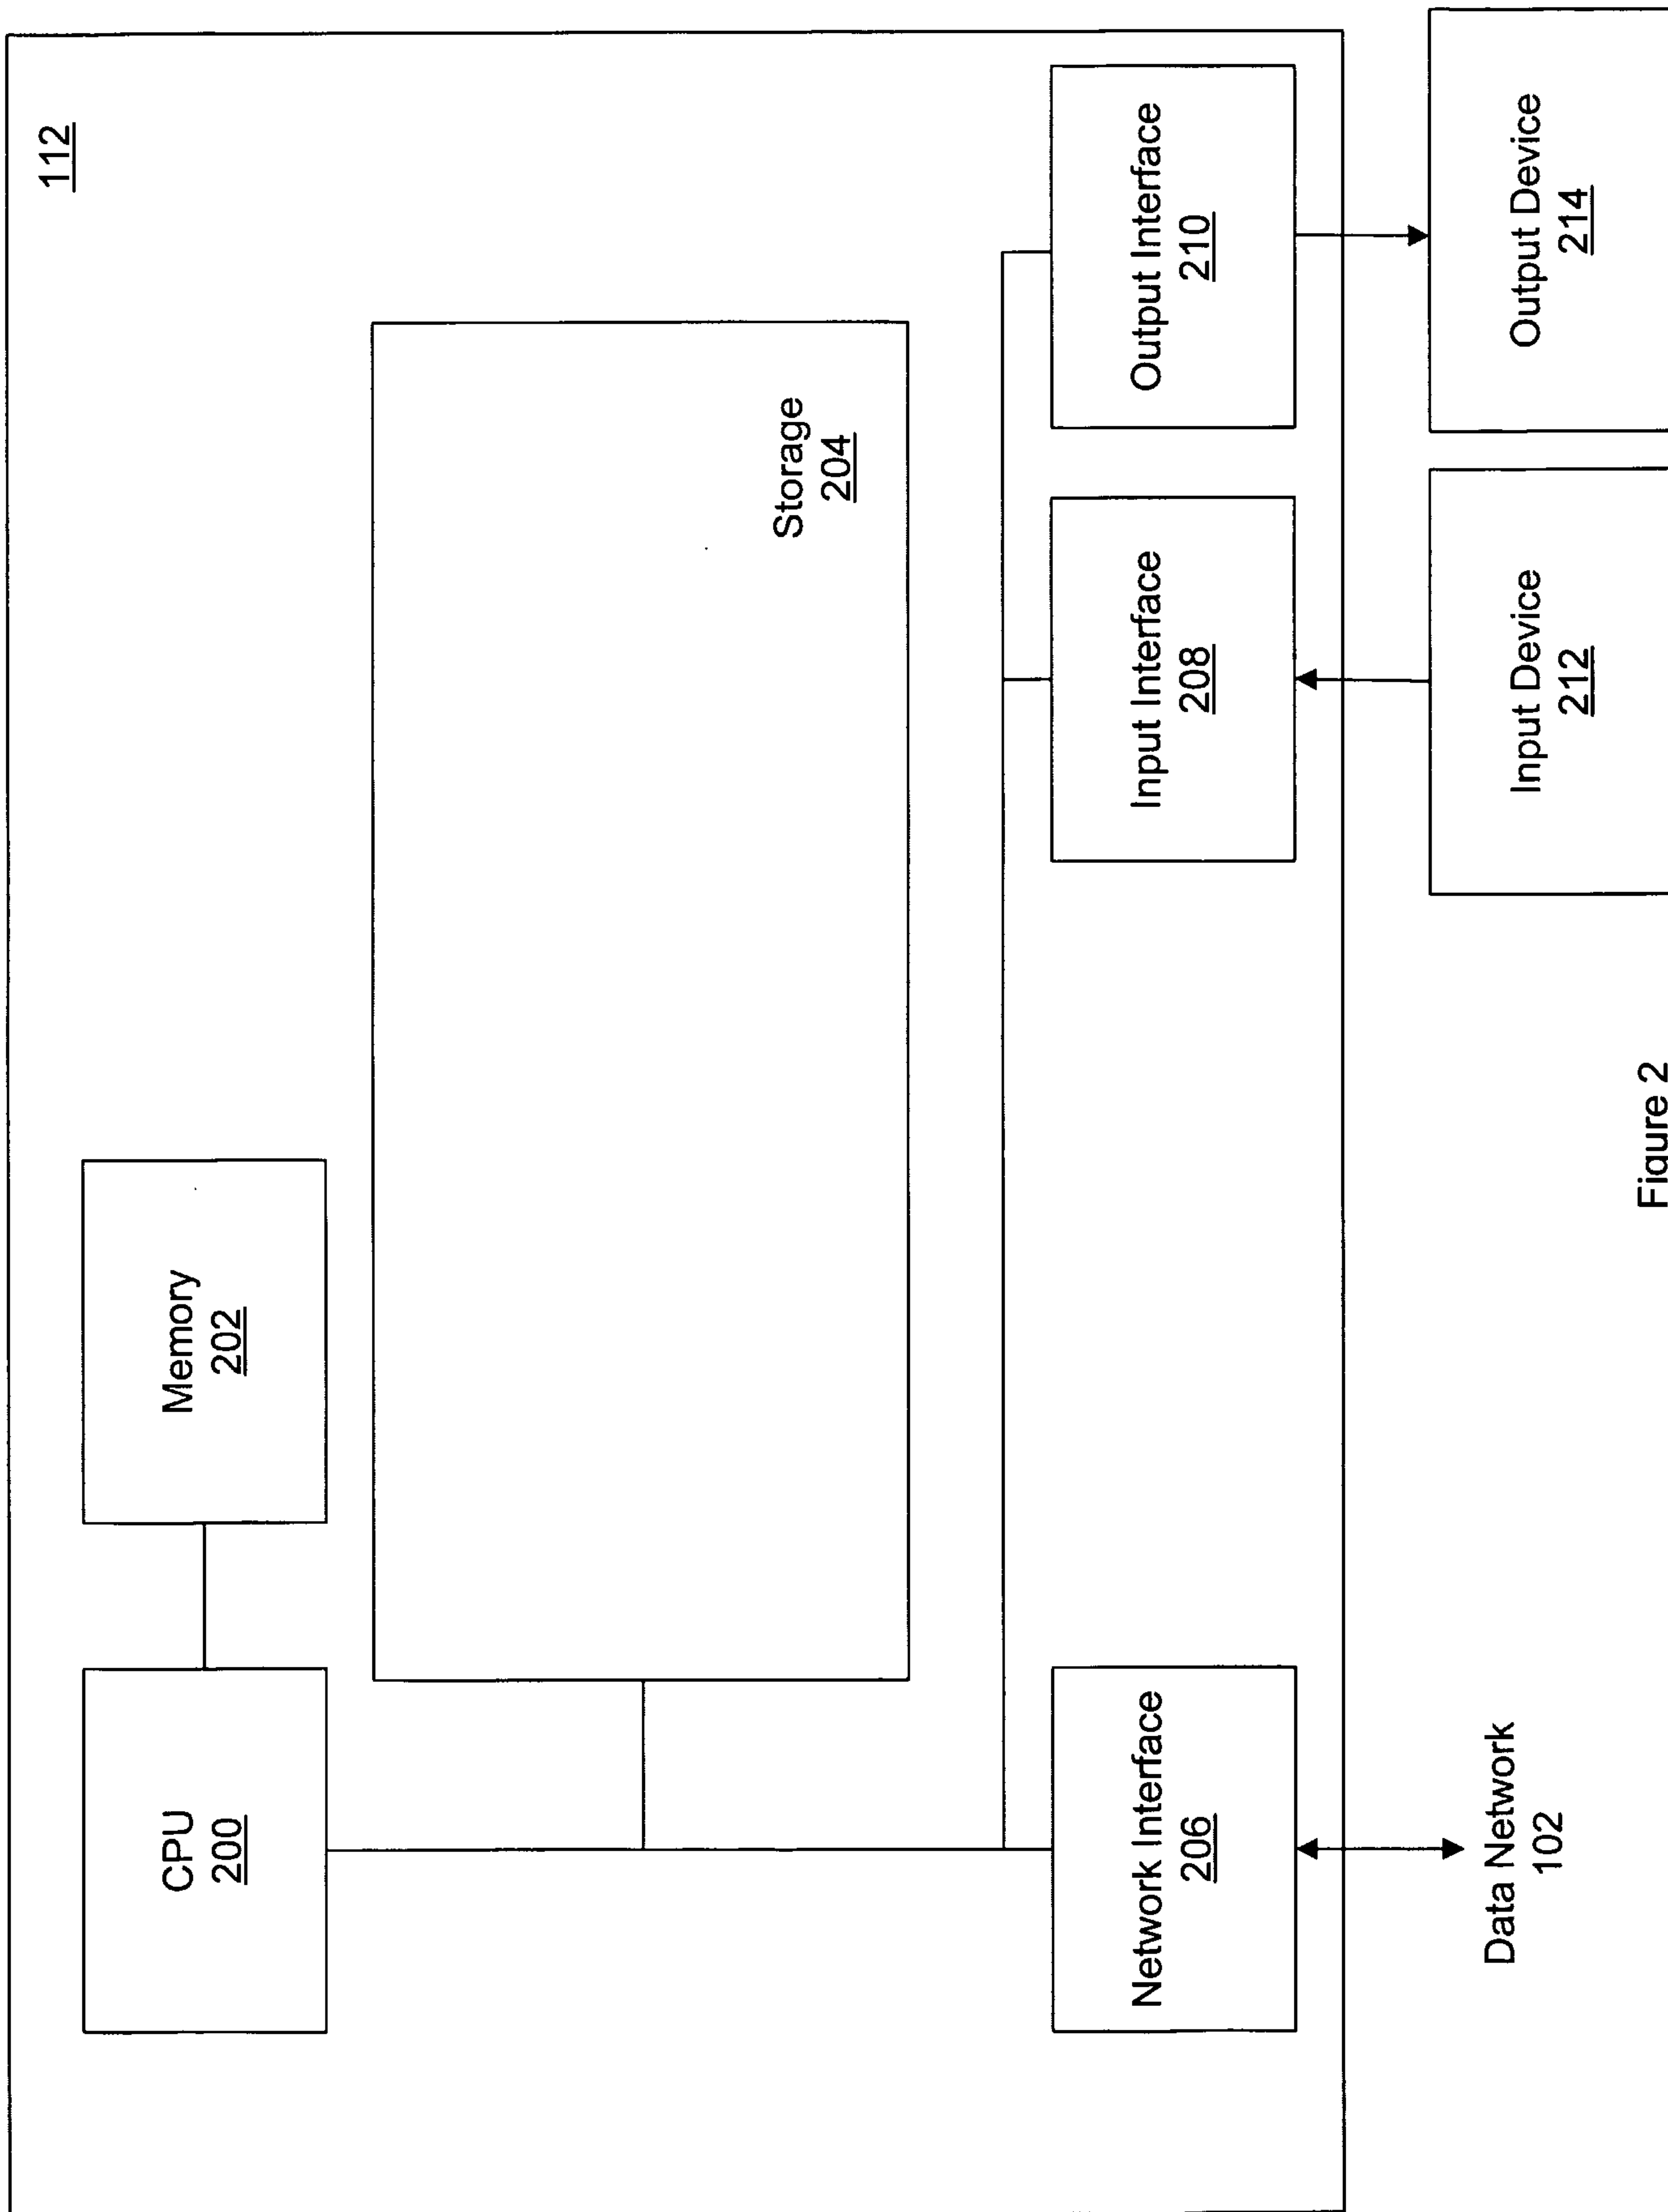 112
CPU
200
Memory
202
Storage
204
Network Interface
206
Input Interface
208
Output Interface
210
Data Network
102
Input Device
212
Output Device
214
Figure 2